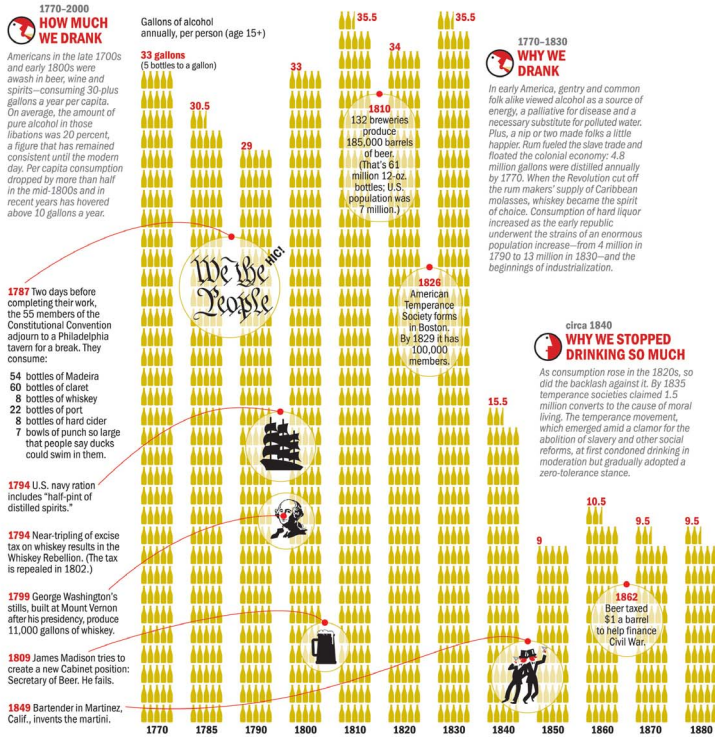 1770–2000
HOW MUCH
WE DRANK
Americans in the late 1700s
and early 1800s were
awash in beer, wine and
spirits—consuming 30-plus
gallons a year per capita.
On average, the amount of
pure alcohol in those
libations was 20 percent,
a figure that has remained
consistent until the modern
day. Per capita consumption
dropped by more than half
in the mid-1800s and in
recent years has hovered
above 10 gallons a year.
Gallons of alcohol
annually, per person (age 15+)
33 gallons
(5 bottles to a gallon)
30.5
29
33
35.5
34
35.5
15.5
9
10.5
9.5
9.5
1770–1830
WHY WE
DRANK
In early America, gentry and common
folk alike viewed alcohol as a source of
energy, a palliative for disease and a
necessary substitute for polluted water.
Plus, a nip or two made folks a little
happier. Rum fueled the slave trade and
floated the colonial economy: 4.8
million gallons were distilled annually
by 1770. When the Revolution cut off
the rum makers' supply of Caribbean
molasses, whiskey became the spirit
of choice. Consumption of hard liquor
increased as the early republic
underwent the strains of an enormous
population increase—from 4 million in
1790 to 13 million in 1830—and the
beginnings of industrialization.
1810
132 breweries
produce
185,000 barrels
of beer.
(That's 61
million 12-oz.
bottles; U.S.
population was
7 million.)
We the
People
HIC!
1826
American
Temperance
Society forms
in Boston.
By 1829 it has
100,000
members.
circa 1840
WHY WE STOPPED
DRINKING SO MUCH
As consumption rose in the 1820s, so
did the backlash against it. By 1835
temperance societies claimed 1.5
million converts to the cause of moral
living. The temperance movement,
which emerged amid a clamor for the
abolition of slavery and other social
reforms, at first condoned drinking in
moderation but gradually adopted a
zero-tolerance stance.
1787 Two days before
completing their work,
the 55 members of the
Constitutional Convention
adjourn to a Philadelphia
tavern for a break. They
consume:
54 bottles of Madeira
60 bottles of claret
8 bottles of whiskey
22 bottles of port
8 bottles of hard cider
7 bowls of punch so large
that people say ducks
could swim in them.
1794 U.S. navy ration
includes "half-pint of
distilled spirits."
1794 Near-tripling of excise
tax on whiskey results in the
Whiskey Rebellion. (The tax
is repealed in 1802.)
1799 George Washington's
stills, built at Mount Vernon
after his presidency, produce
11,000 gallons of whiskey.
1809 James Madison tries to
create a new Cabinet position:
Secretary of Beer. He fails.
1849 Bartender in Martinez,
Calif., invents the martini.
1862
Beer taxed
$1 a barrel
to help finance
Civil War.
1770 1785 1790 1800 1810 1820 1830 1840 1850 1860 1870 1880